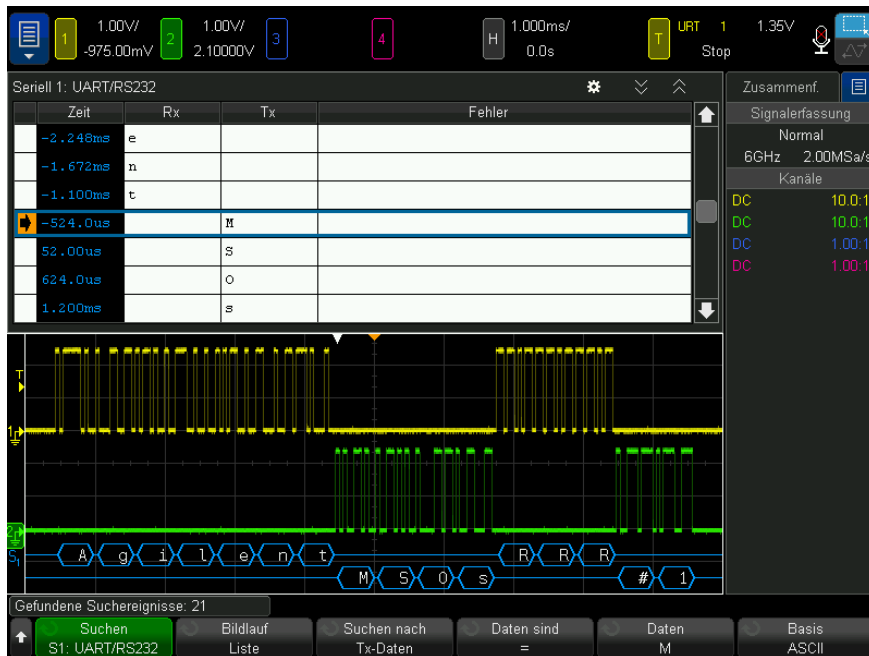 1 1.00V/ 2 1.00V/ 3 4 H 1.000ms/ T URT 1 1.35V
-975.00mV 2.10000V 0.0s Stop
Seriell 1: UART/RS232
Zeit Rx Tx Fehler
-2.248ms e
-1.672ms n
-1.100ms t
-524.0us M
52.00us S
624.0us O
1.200ms s
Zusammenf.
Signalerfassung
Normal
6GHz 2.00MSa/s
Kanäle
DC 10.0:1
DC 10.0:1
DC 1.00:1
DC 1.00:1
T
1
2
S1 A g i l e n t R R R
M S O s # 1
Gefundene Suchereignisse: 21
Suchen Bildlauf Suchen nach Daten sind Daten Basis
S1: UART/RS232 Liste Tx-Daten = M ASCII